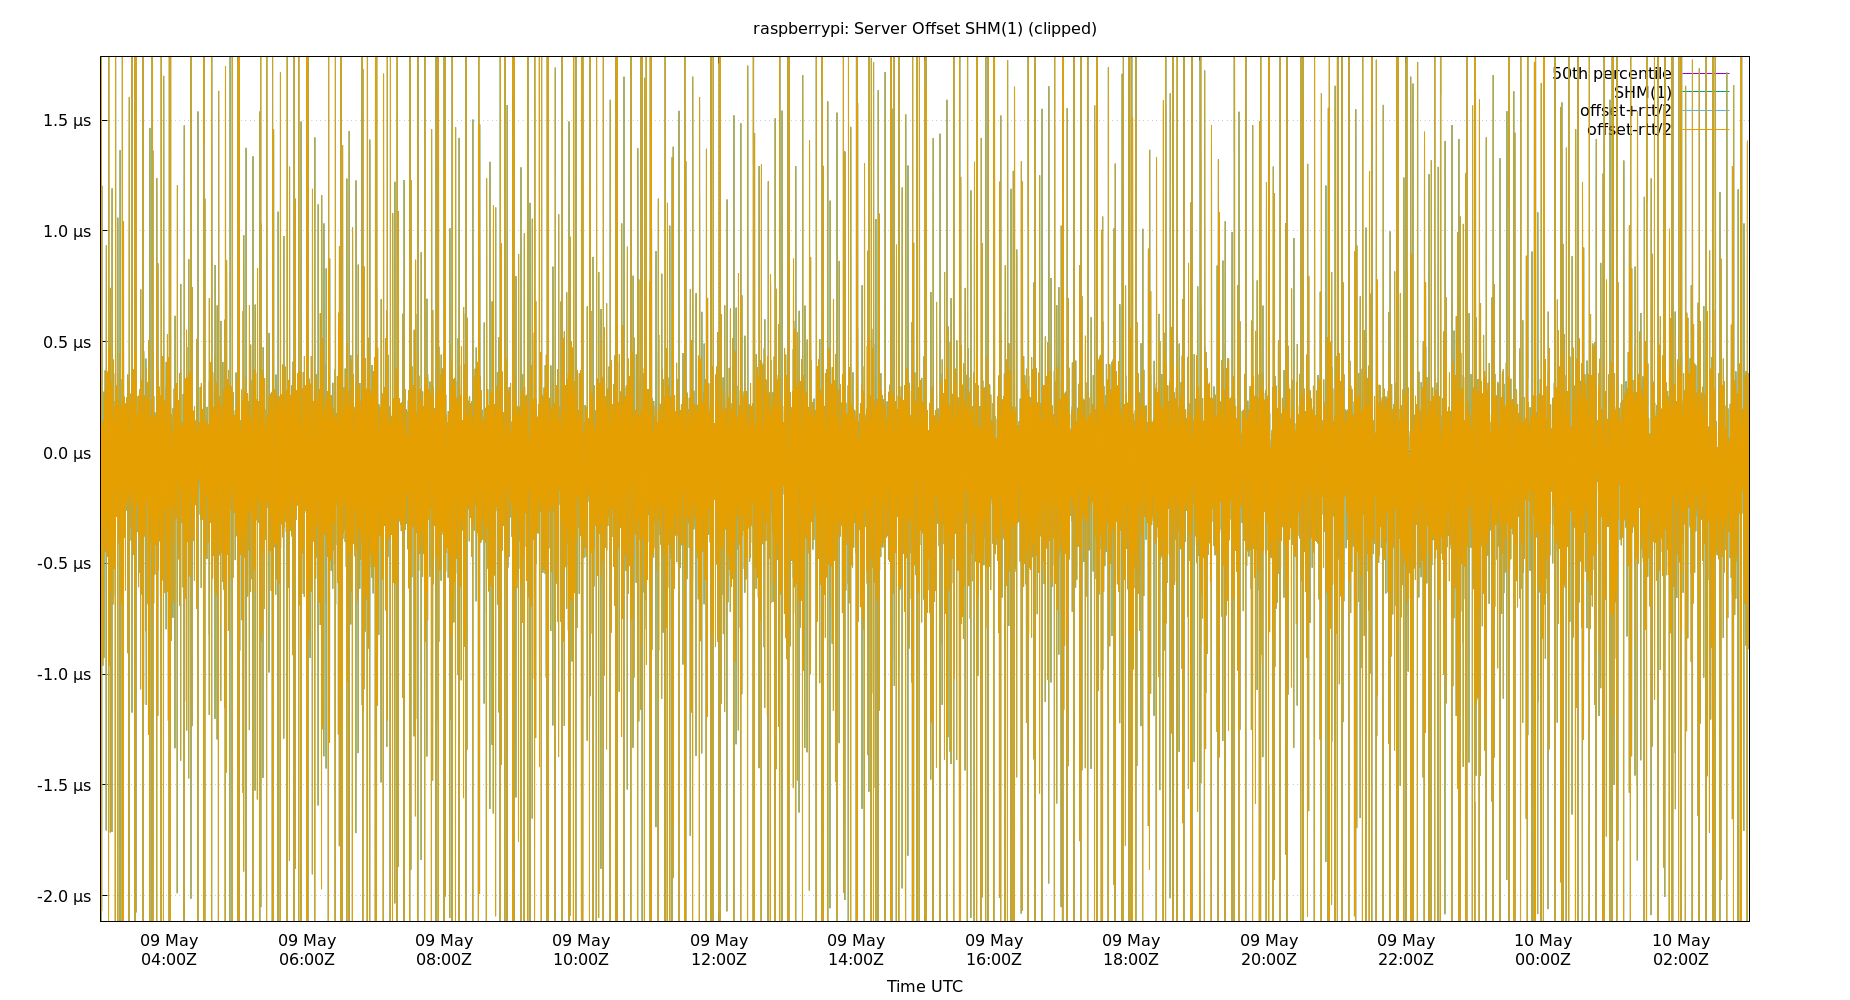 raspberrypi: Server Offset SHM(1) (clipped)
50th percentile
SHM(1)
offset+rtt/2
offset-rtt/2
1.5 µs
1.0 µs
0.5 µs
0.0 µs
-0.5 µs
-1.0 µs
-1.5 µs
-2.0 µs
09 May 09 May 09 May 09 May 09 May 09 May 09 May 09 May 09 May 09 May 10 May 10 May
04:00Z 06:00Z 08:00Z 10:00Z 12:00Z 14:00Z 16:00Z 18:00Z 20:00Z 22:00Z 00:00Z 02:00Z
Time UTC